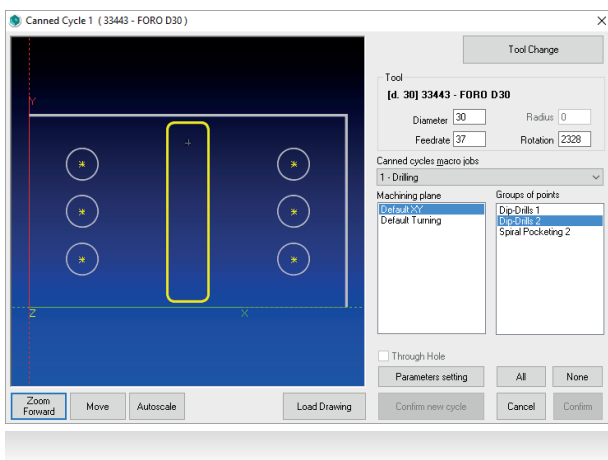 Canned Cycle 1 ( 33443 - FORO D30 )
Tool Change
Tool
[d. 30] 33443 - FORO D30
Diameter 30 Radius 0
Feedrate 37 Rotation 2328
Canned cycles macro jobs
1 - Drilling
Machining plane Groups of points
Default XY Dip-Drills 1
Default Turning Dip-Drills 2
Spiral Pocketing 2
Y
Z X
Through Hole
Parameters setting All None
Zoom Forward Move Autoscale Load Drawing Confirm new cycle Cancel Confirm